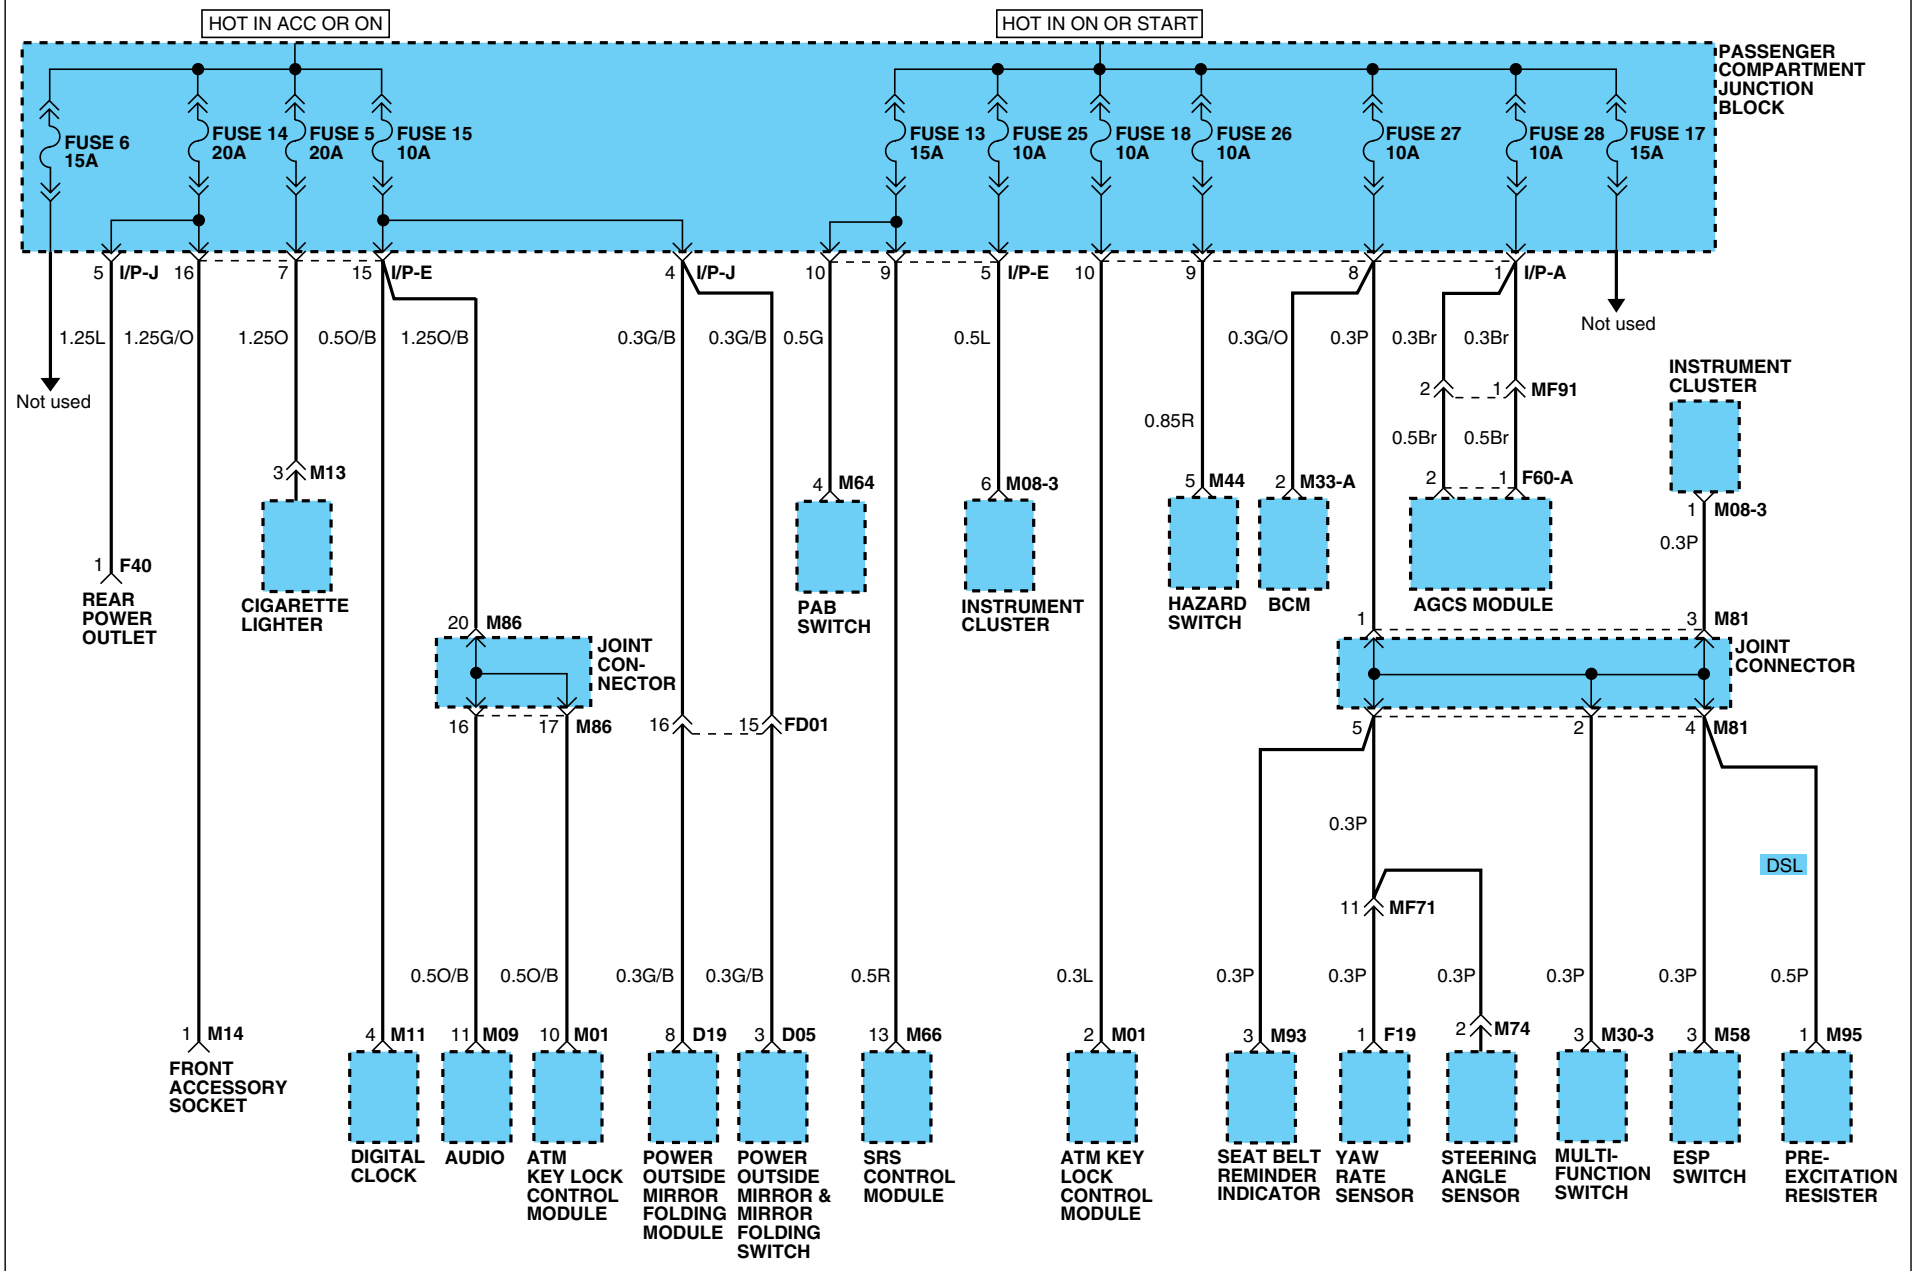 HOT IN ACC OR ON
HOT IN ON OR START
PASSENGER
COMPARTMENT
JUNCTION
BLOCK
FUSE 6
15A
FUSE 14
20A
FUSE 5
20A
FUSE 15
10A
FUSE 13
15A
FUSE 25
10A
FUSE 18
10A
FUSE 26
10A
FUSE 27
10A
FUSE 28
10A
FUSE 17
15A
5 I/P-J 16 7 15 I/P-E 4 I/P-J 10 9 5 I/P-E 10 9 8 1 I/P-A
Not used
1.25L 1.25G/O 1.25O 0.5O/B 1.25O/B 0.3G/B 0.3G/B 0.5G 0.5L 0.3G/O 0.3P 0.3Br 0.3Br
INSTRUMENT
CLUSTER
2 1 MF91
Not used
0.85R
0.5Br 0.5Br
3 M13
4 M64
6 M08-3
5 M44
2 M33-A
2 1 F60-A
1 M08-3
0.3P
1 F40
REAR
POWER
OUTLET
CIGARETTE
LIGHTER
PAB
SWITCH
INSTRUMENT
CLUSTER
HAZARD
SWITCH
BCM
AGCS MODULE
20 M86
JOINT
CON-
NECTOR
16 17 M86
1 3 M81
JOINT
CONNECTOR
16 15 FD01
5 2 4 M81
0.3P
DSL
11 MF71
0.5O/B 0.5O/B 0.3G/B 0.3G/B 0.5R 0.3L 0.3P 0.3P 0.3P 0.3P 0.3P 0.5P
1 M14
FRONT
ACCESSORY
SOCKET
4 M11
11 M09
10 M01
8 D19
3 D05
13 M66
2 M01
3 M93
1 F19
2 M74
3 M30-3
3 M58
1 M95
DIGITAL
CLOCK
AUDIO
ATM
KEY LOCK
CONTROL
MODULE
POWER
OUTSIDE
MIRROR
FOLDING
MODULE
POWER
OUTSIDE
MIRROR &
MIRROR
FOLDING
SWITCH
SRS
CONTROL
MODULE
ATM KEY
LOCK
CONTROL
MODULE
SEAT BELT
REMINDER
INDICATOR
YAW
RATE
SENSOR
STEERING
ANGLE
SENSOR
MULTI-
FUNCTION
SWITCH
ESP
SWITCH
PRE-
EXCITATION
RESISTER